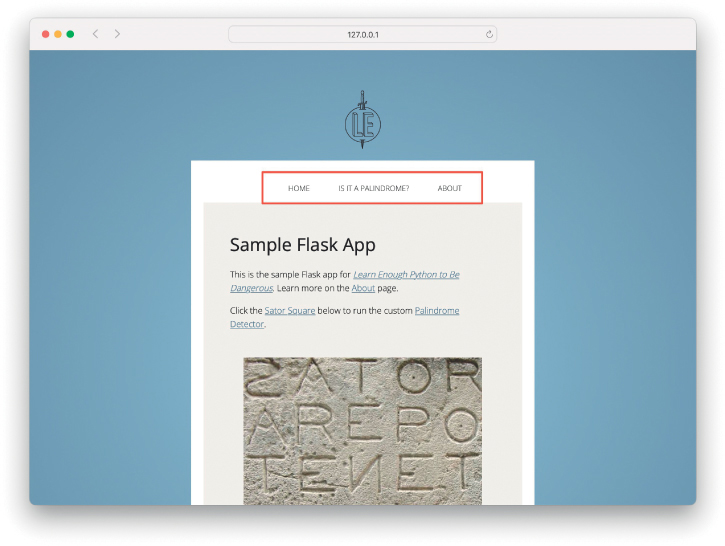 127.0.0.1
LE
HOME IS IT A PALINDROME? ABOUT
Sample Flask App
This is the sample Flask app for Learn Enough Python to Be
Dangerous. Learn more on the About page.
Click the Sator Square below to run the custom Palindrome
Detector.
SATOR
AREPO
TENET